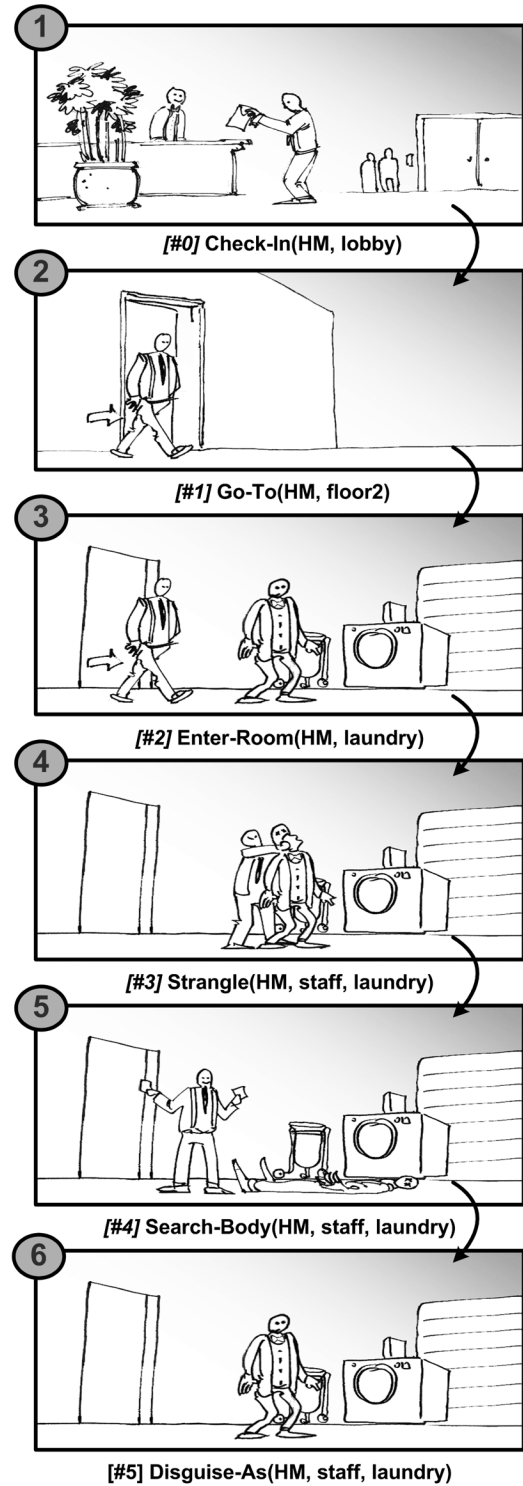 1
[#0] Check-In(HM, lobby)
2
[#1] Go-To(HM, floor2)
3
[#2] Enter-Room(HM, laundry)
4
[#3] Strangle(HM, staff, laundry)
5
[#4] Search-Body(HM, staff, laundry)
6
[#5] Disguise-As(HM, staff, laundry)